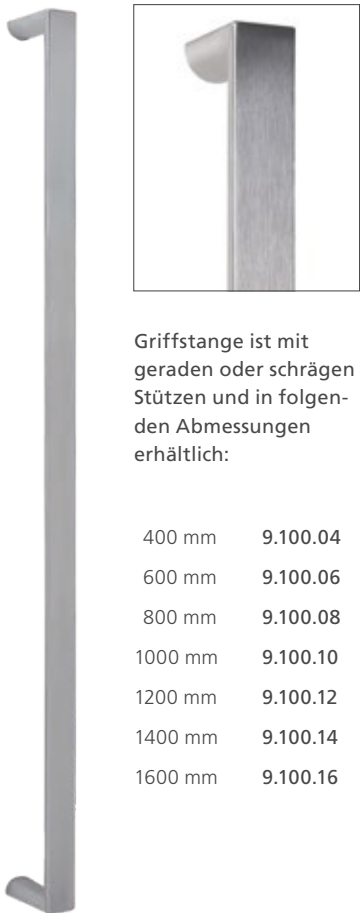 Griffstange ist mit
geraden oder schrägen
Stützen und in folgen-
den Abmessungen
erhältlich:
400 mm 9.100.04
600 mm 9.100.06
800 mm 9.100.08
1000 mm 9.100.10
1200 mm 9.100.12
1400 mm 9.100.14
1600 mm 9.100.16